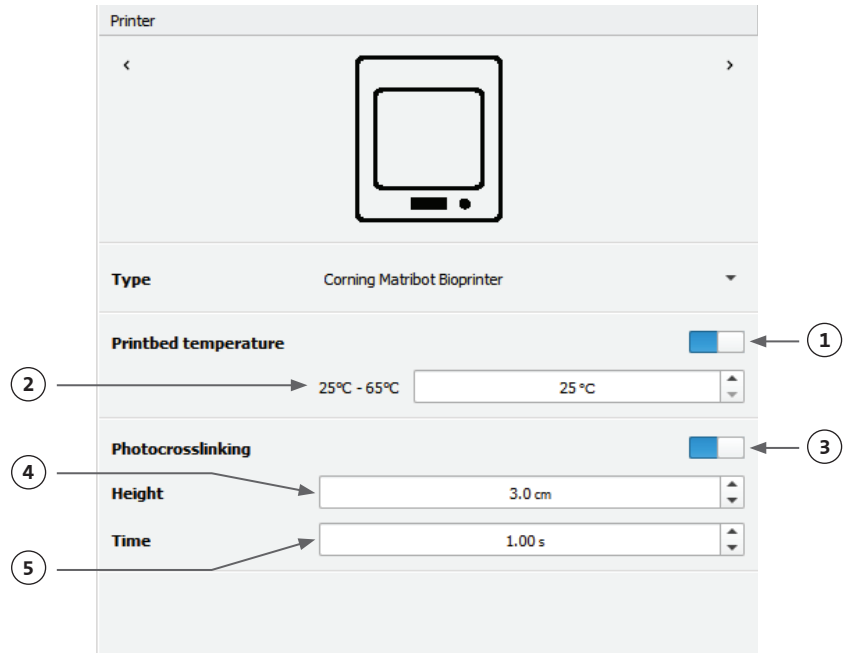 Printer
< >
Type Corning Matribot Bioprinter
Printbed temperature 1
2 25°C - 65°C 25 °C
Photocrosslinking 3
4
Height 3.0 cm
Time 1.00 s
5